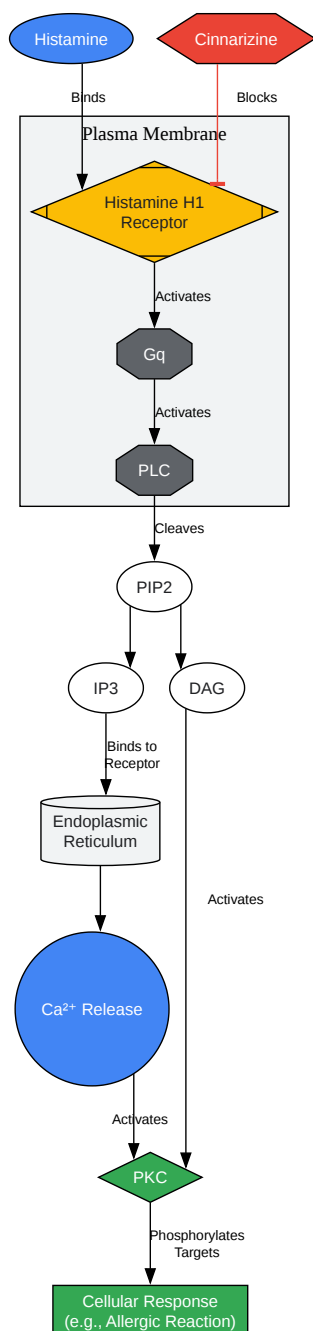 Histamine
Cinnarizine
Binds
Blocks
Plasma Membrane
Histamine H1
Receptor
Activates
Gq
Activates
PLC
Cleaves
PIP2
IP3
DAG
Binds to
Receptor
Endoplasmic
Reticulum
Activates
Ca²⁺ Release
Activates
PKC
Phosphorylates
Targets
Cellular Response
(e.g., Allergic Reaction)